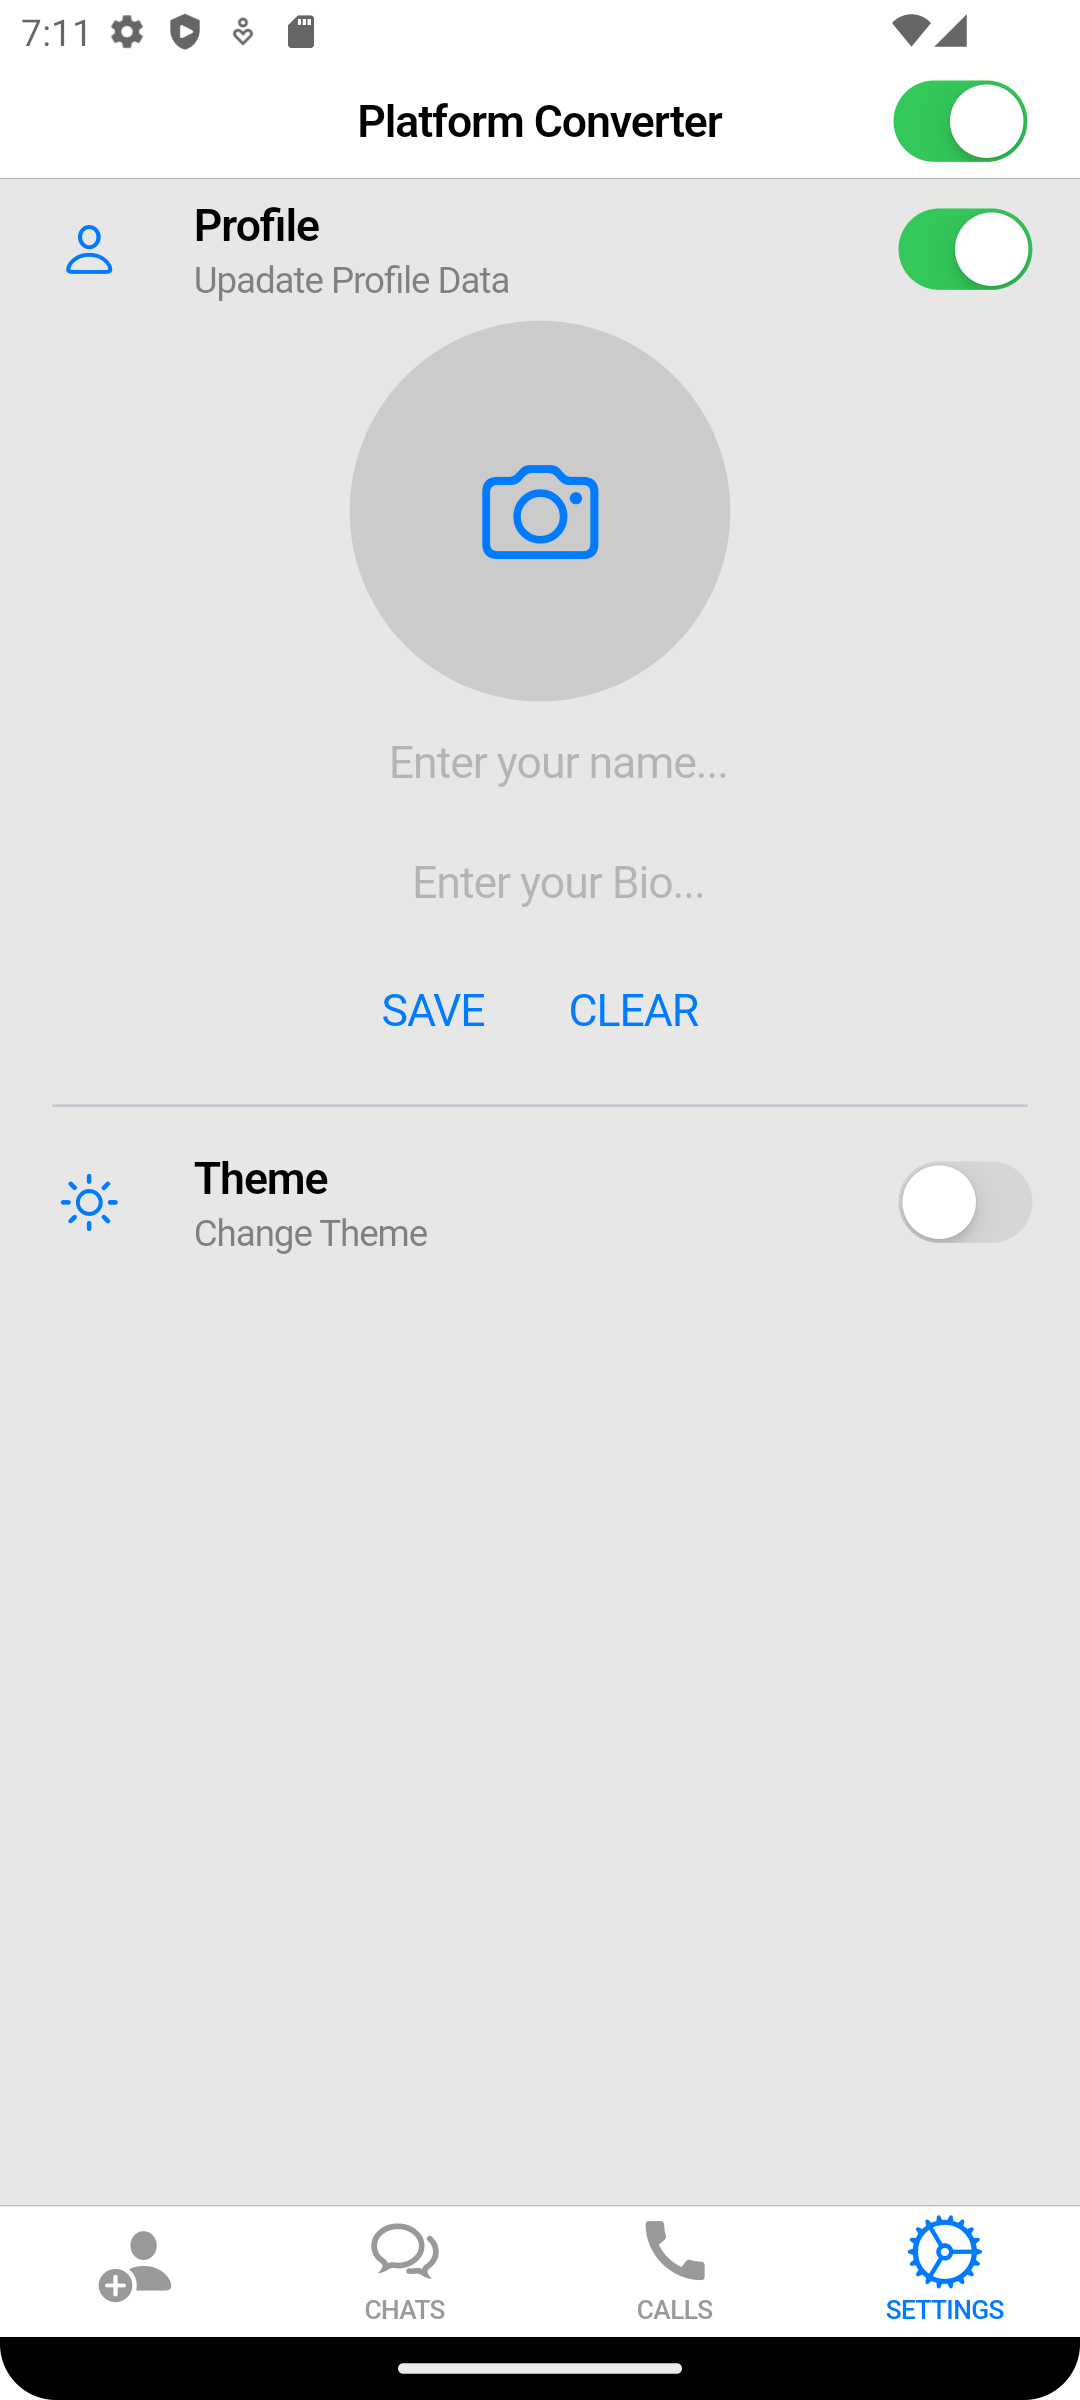 7:11
Platform Converter
Profile
Upadate Profile Data
Enter your name...
Enter your Bio...
SAVE CLEAR
Theme
Change Theme
CHATS CALLS SETTINGS